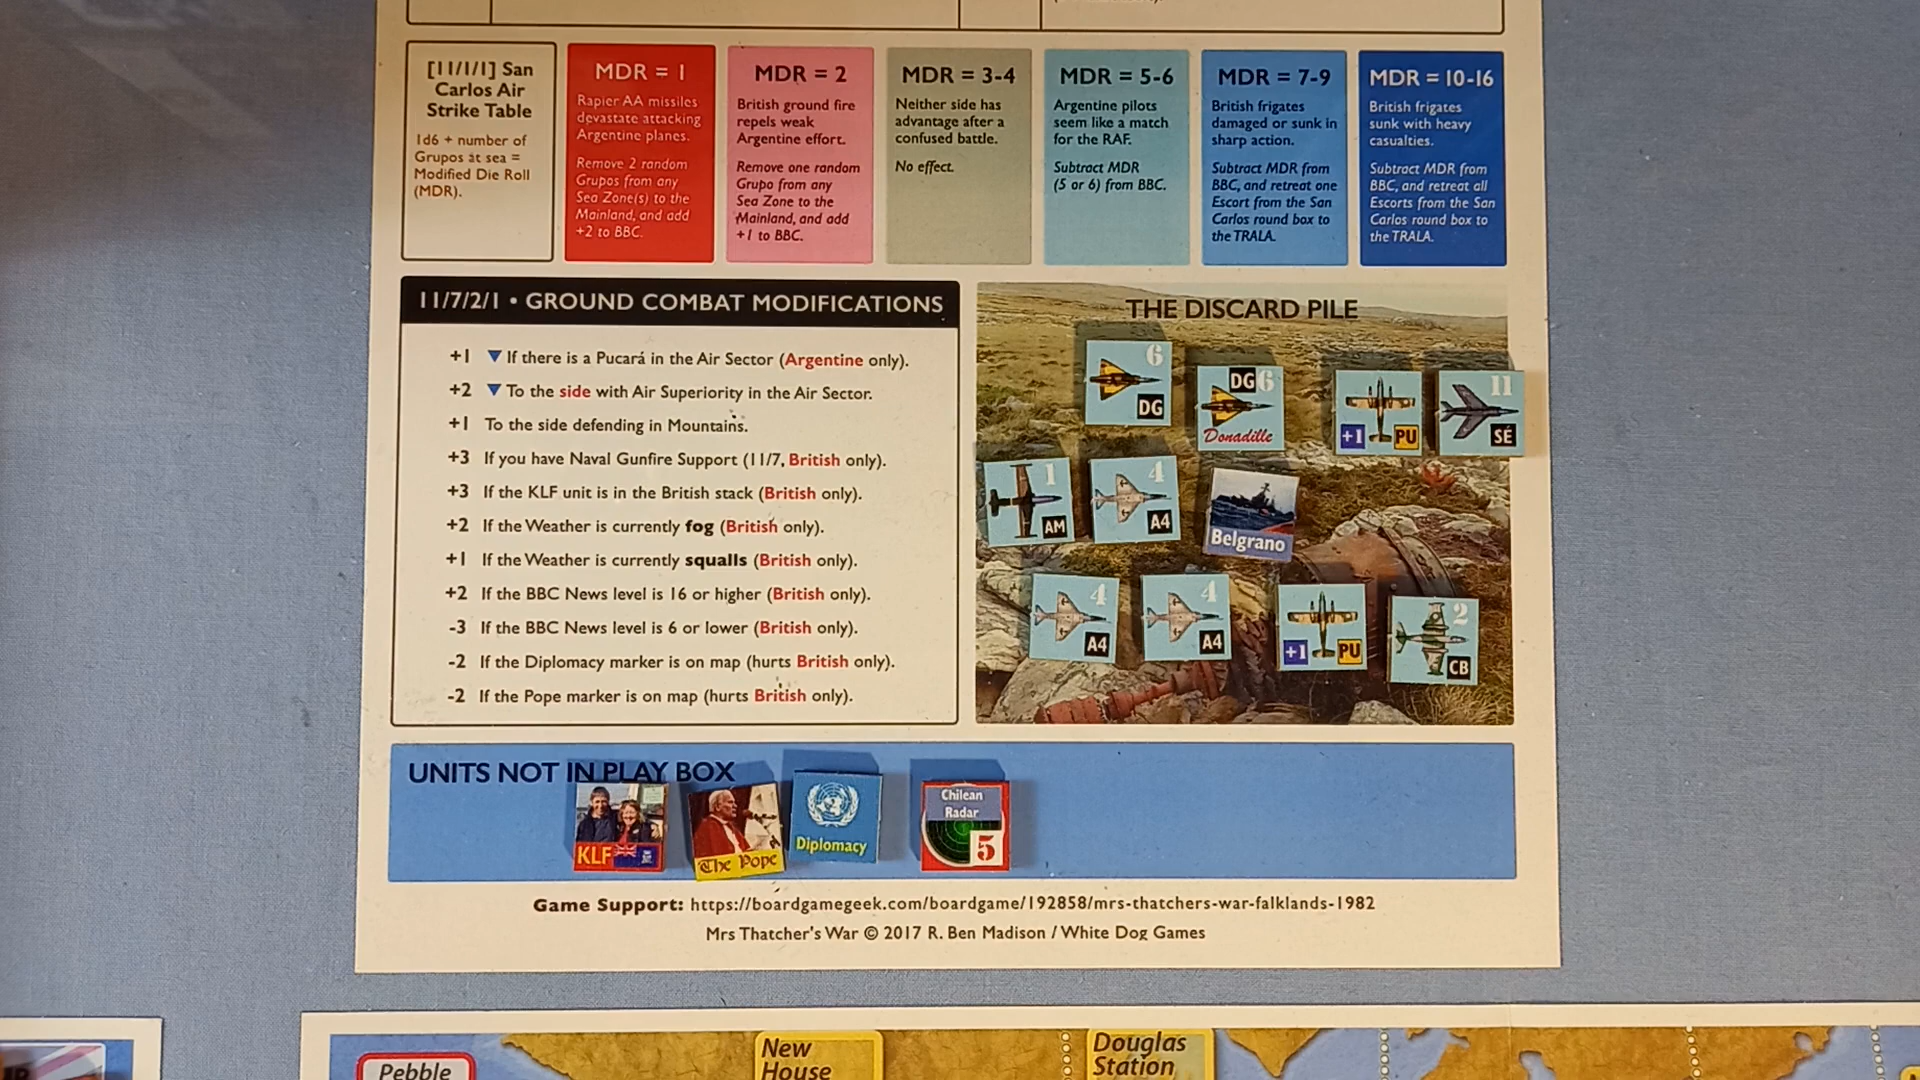 [11/1/1] San
Carlos Air
Strike Table
1d6 + number of
Grupos at sea =
Modified Die Roll
(MDR).
MDR = 1
Rapier AA missiles
devastate attacking
Argentine planes.
Remove 2 random
Grupos from any
Sea Zone(s) to the
Mainland, and add
+2 to BBC.
MDR = 2
British ground fire
repels weak
Argentine effort.
Remove one random
Grupo from any
Sea Zone to the
Mainland, and add
+1 to BBC.
MDR = 3-4
Neither side has
advantage after a
confused battle.
No effect.
MDR = 5-6
Argentine pilots
seem like a match
for the RAF.
Subtract MDR
(5 or 6) from BBC.
MDR = 7-9
British frigates
damaged or sunk in
sharp action.
Subtract MDR from
BBC, and retreat one
Escort from the San
Carlos round box to
the TRALA.
MDR = 10-16
British frigates
sunk with heavy
casualties.
Subtract MDR from
BBC, and retreat all
Escorts from the San
Carlos round box to
the TRALA.
11/7/2/1 • GROUND COMBAT MODIFICATIONS
+1 ▼ If there is a Pucará in the Air Sector (Argentine only).
+2 ▼ To the side with Air Superiority in the Air Sector.
+1 To the side defending in Mountains.
+3 If you have Naval Gunfire Support (11/7, British only).
+3 If the KLF unit is in the British stack (British only).
+2 If the Weather is currently fog (British only).
+1 If the Weather is currently squalls (British only).
+2 If the BBC News level is 16 or higher (British only).
-3 If the BBC News level is 6 or lower (British only).
-2 If the Diplomacy marker is on map (hurts British only).
-2 If the Pope marker is on map (hurts British only).
THE DISCARD PILE
6
DG
DG 6
Donadille
+1 PU
11
SÉ
1
AM
4
A4
Belgrano
4
A4
4
A4
+1 PU
2
CB
UNITS NOT IN PLAY BOX
KLF
The Pope
Diplomacy
Chilean
Radar
5
Game Support: https://boardgamegeek.com/boardgame/192858/mrs-thatchers-war-falklands-1982
Mrs Thatcher's War © 2017 R. Ben Madison / White Dog Games
Pebble
New
House
Douglas
Station